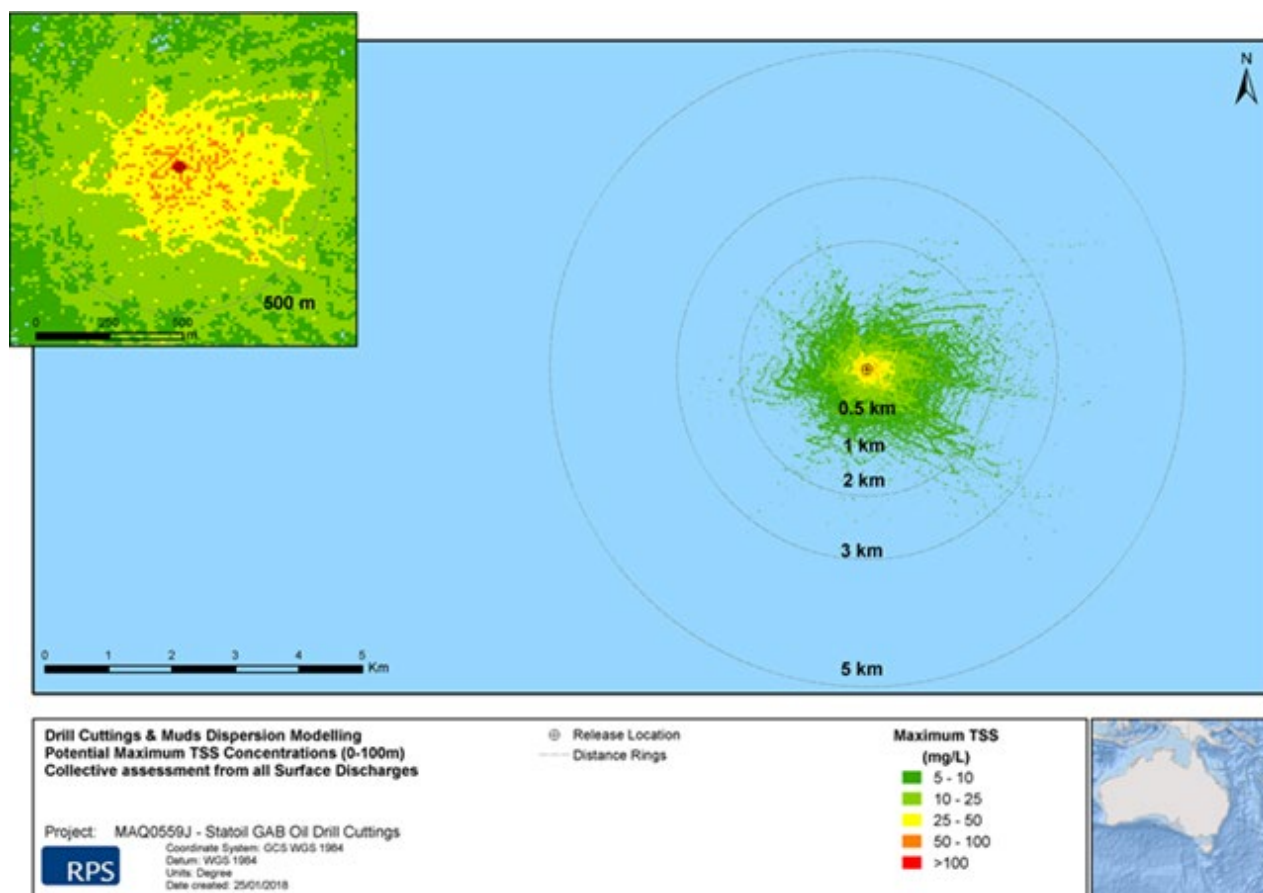 500 m
0 250 500
m
N
0.5 km
1 km
2 km
3 km
5 km
0 1 2 3 4 5
Km
Drill Cuttings & Muds Dispersion Modelling
Potential Maximum TSS Concentrations (0-100m)
Collective assessment from all Surface Discharges
Project: MAQ0559J - Statoil GAB Oil Drill Cuttings
RPS
Coordinate System: GCS WGS 1984
Datum: WGS 1984
Units: Degree
Date created: 25/01/2018
Release Location
Distance Rings
Maximum TSS
(mg/L)
5 - 10
10 - 25
25 - 50
50 - 100
>100